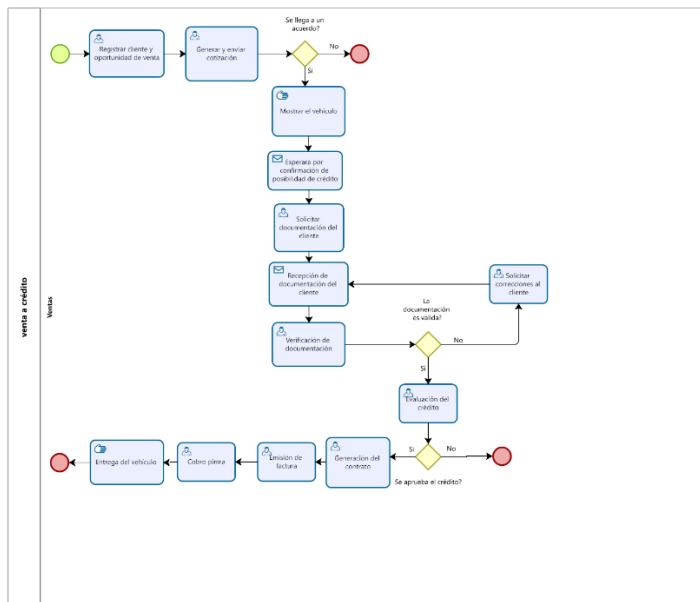 venta a crédito
Ventas
Registrar cliente y
oportunidad de venta
Generar y enviar
cotización
Se llega a un
acuerdo?
No
Si
Mostrar el vehículo
Esperara por
confirmación de
posibilidad de crédito
Solicitar
documentación del
cliente
Recepción de
documentación del
cliente
Solicitar
correcciones al
cliente
Verificación de
documentación
La
documentación
es valida?
No
Si
Evaluación del
crédito
Se aprueba el crédito?
No
Si
Generación del
contrato
Emisión de
factura
Cobro
Entrega del vehículo